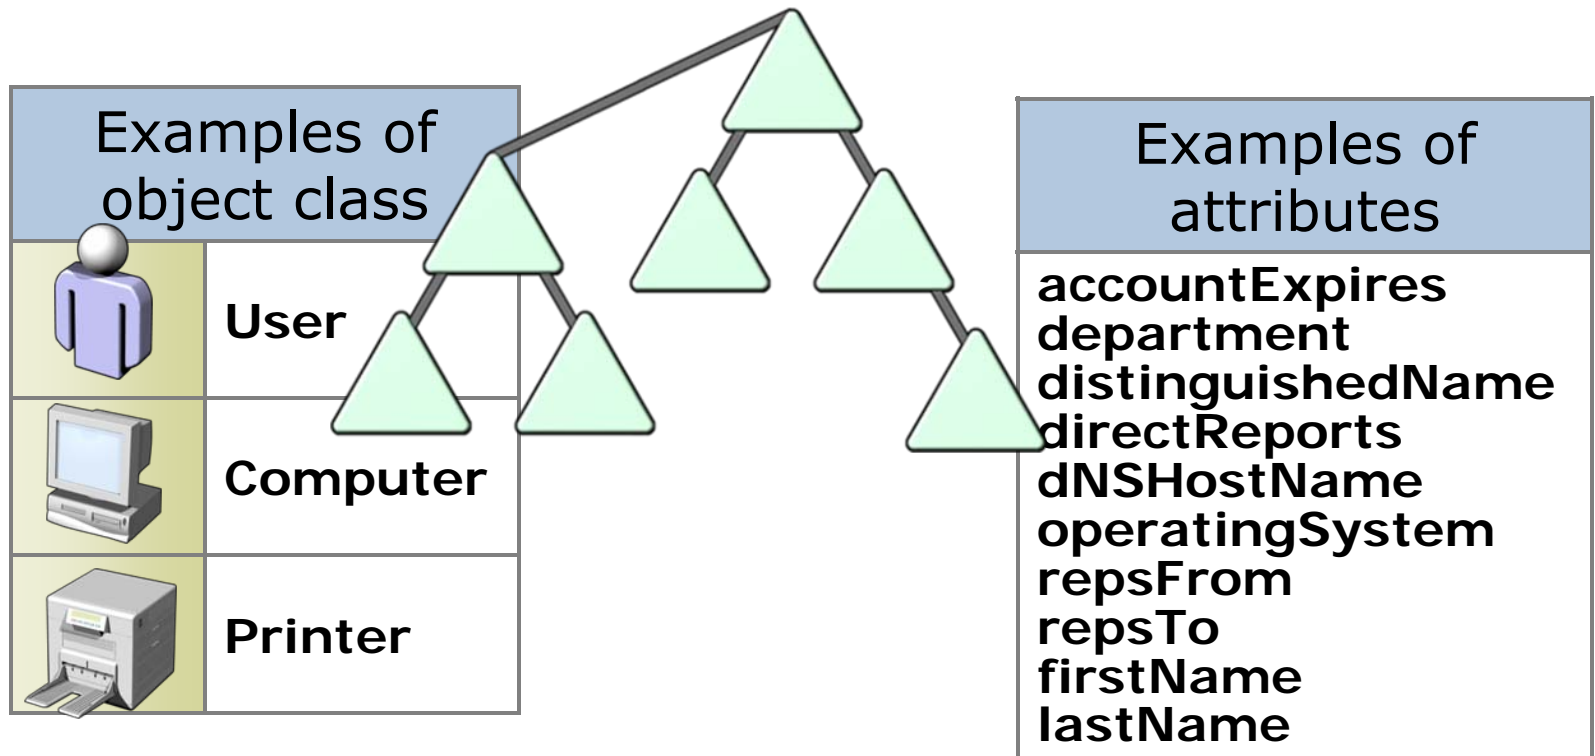 Examples of
object class
User
Computer
Printer
Examples of
attributes
accountExpires
department
distinguishedName
directReports
dNSHostName
operatingSystem
repsFrom
repsTo
firstName
lastName